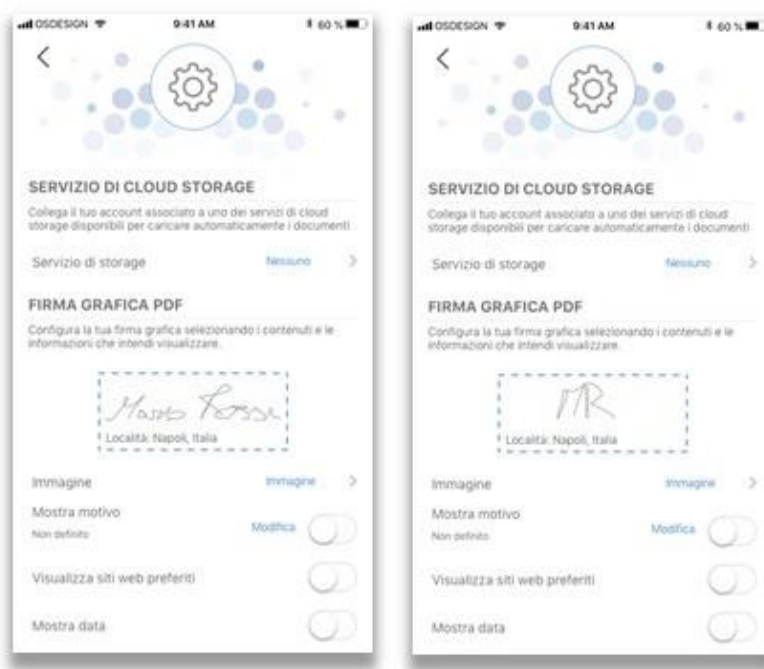 OSDESIGN 9:41 AM 60 %
SERVIZIO DI CLOUD STORAGE
Collega il tuo account associato a uno dei servizi di cloud
storage disponibili per caricare automaticamente i documenti
Servizio di storage Nessuno
FIRMA GRAFICA PDF
Configura la tua firma grafica selezionando i contenuti e le
informazioni che intendi visualizzare.
Località: Napoli, Italia
Immagine Immagine
Mostra motivo
Non definito Modifica
Visualizza siti web preferiti
Mostra data
OSDESIGN 9:41 AM 60 %
SERVIZIO DI CLOUD STORAGE
Collega il tuo account associato a uno dei servizi di cloud
storage disponibili per caricare automaticamente i documenti
Servizio di storage Nessuno
FIRMA GRAFICA PDF
Configura la tua firma grafica selezionando i contenuti e le
informazioni che intendi visualizzare.
MR
Località: Napoli, Italia
Immagine Immagine
Mostra motivo
Non definito Modifica
Visualizza siti web preferiti
Mostra data